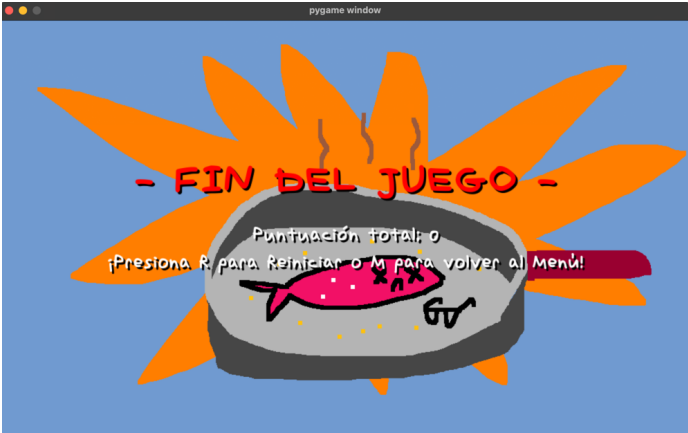 pygame window
- FIN DEL JUEGO -
Puntuación total: 0
¡Presiona R para Reiniciar o M para volver al Menú!